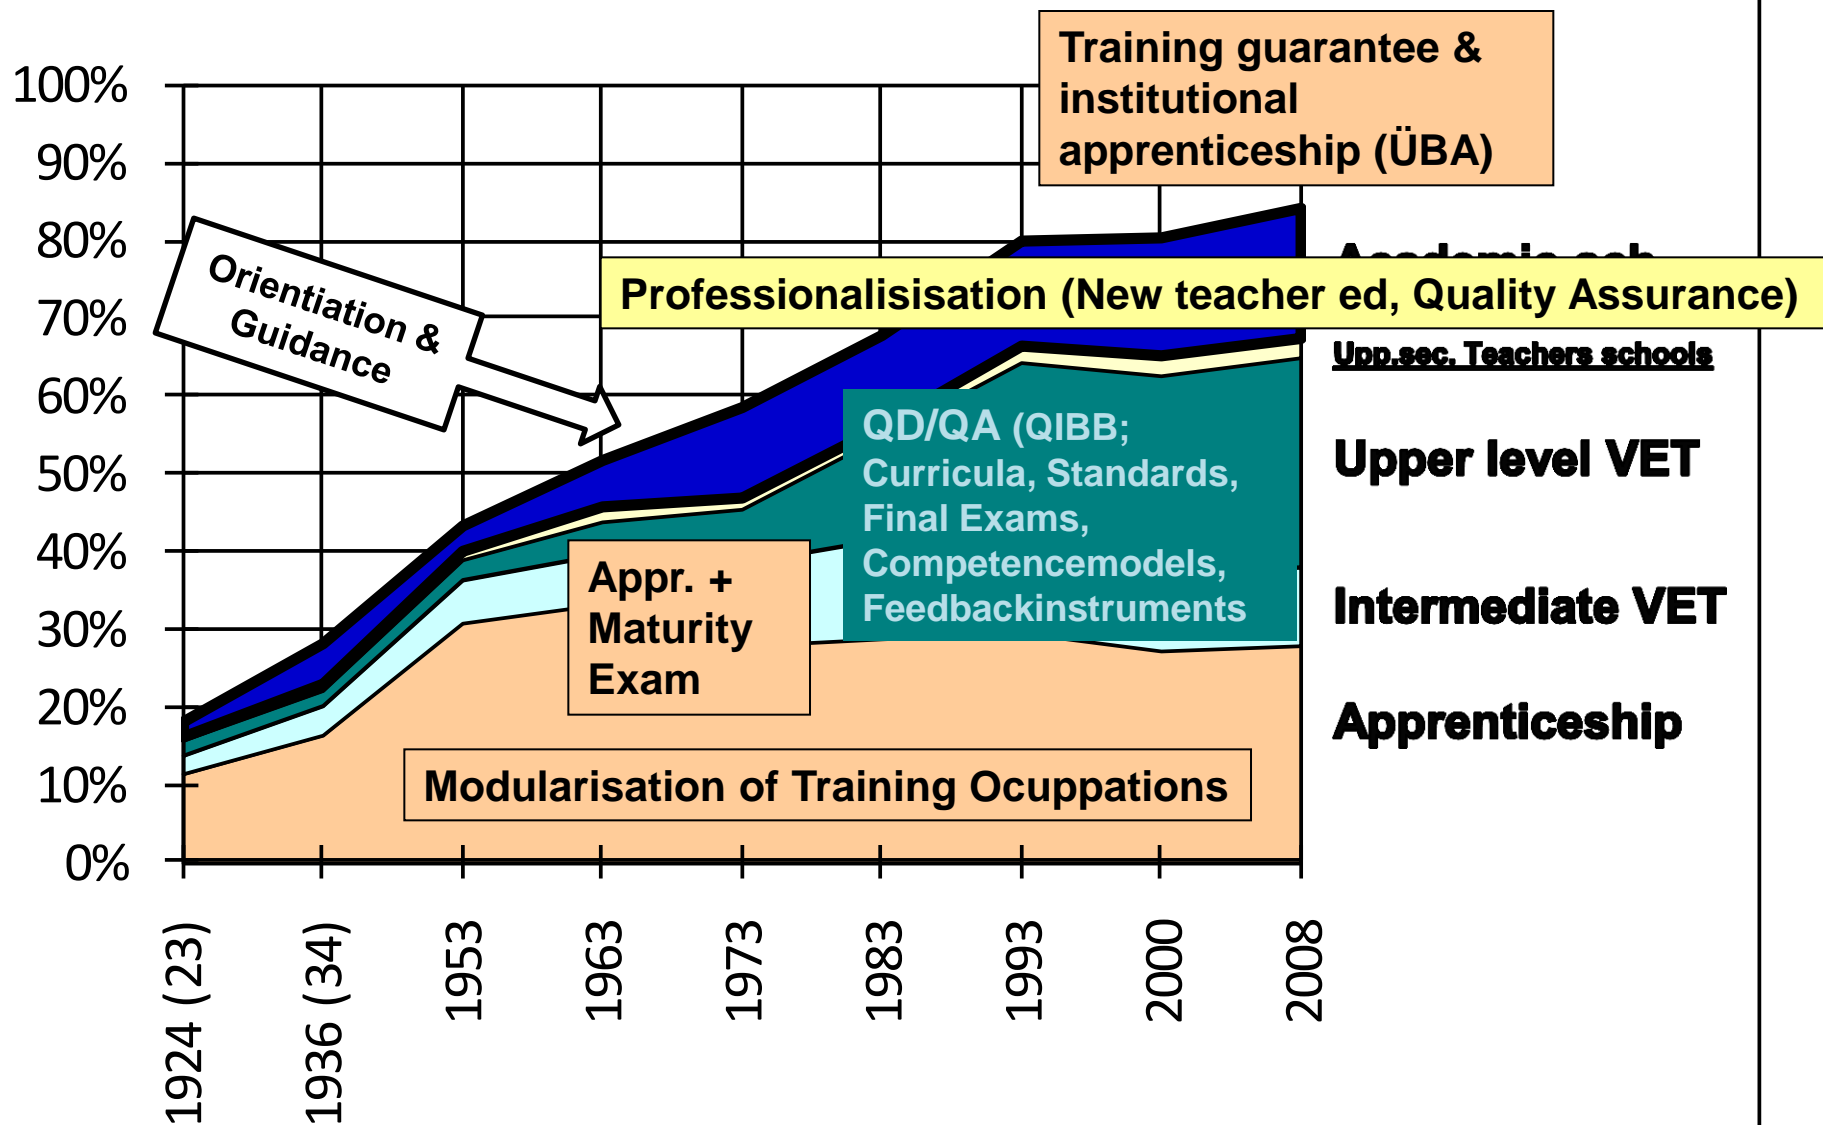 Training guarantee &
institutional
apprenticeship (ÜBA)
100%
90%
80%
70%
60%
50%
40%
30%
20%
10%
0%
Orientiation &
Guidance
Professionalisisation (New teacher ed, Quality Assurance)
Upp.sec. Teachers schools
QD/QA (QIBB;
Curricula, Standards,
Final Exams,
Competencemodels,
Feedbackinstruments
Upper level VET
Appr. +
Maturity
Exam
Intermediate VET
Apprenticeship
Modularisation of Training Ocuppations
1924 (23)
1936 (34)
1953
1963
1973
1983
1993
2000
2008